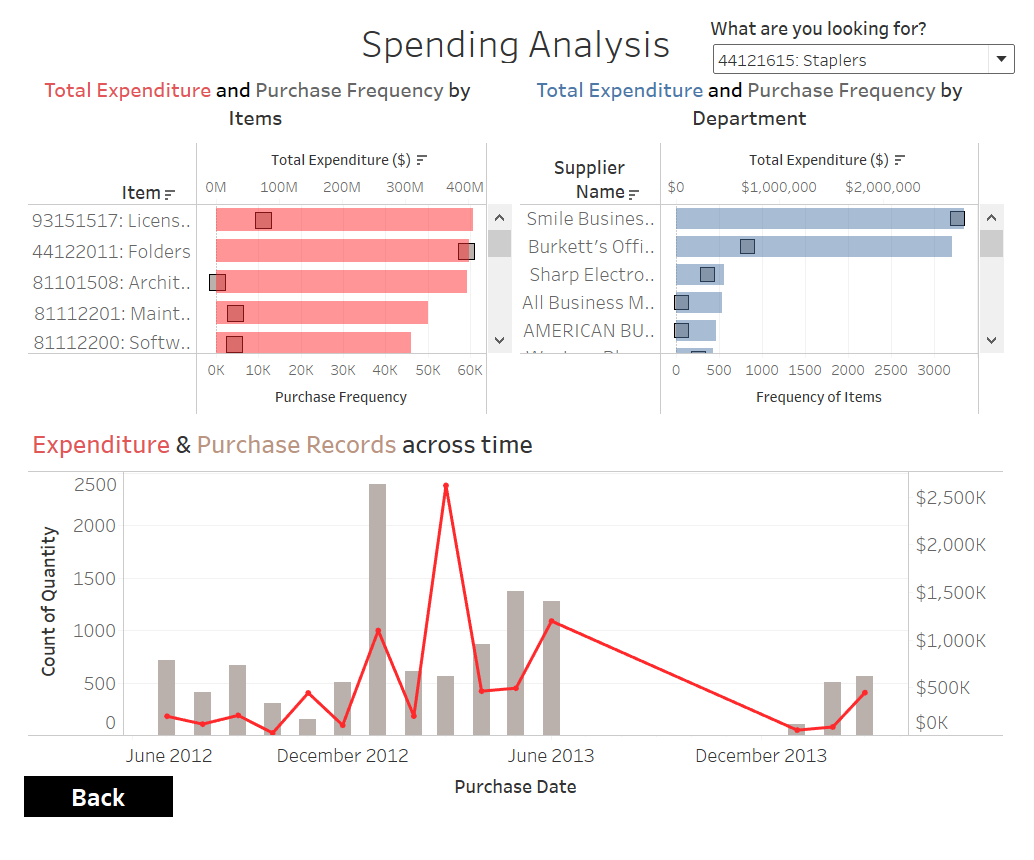 Spending Analysis
What are you looking for?
44121615: Staplers
Total Expenditure and Purchase Frequency by
Items
Total Expenditure ($)
Item
0M 100M 200M 300M 400M
93151517: Licens..
44122011: Folders
81101508: Archit..
81112201: Maint..
81112200: Softw..
0K 10K 20K 30K 40K 50K 60K
Purchase Frequency
Total Expenditure and Purchase Frequency by
Department
Total Expenditure ($)
Supplier
Name
$0 $1,000,000 $2,000,000
Smile Busines..
Burkett's Offi..
Sharp Electro..
All Business M..
AMERICAN BU..
0 500 1000 1500 2000 2500 3000
Frequency of Items
Expenditure & Purchase Records across time
Count of Quantity
2500
2000
1500
1000
500
0
$2,500K
$2,000K
$1,500K
$1,000K
$500K
$0K
June 2012 December 2012 June 2013 December 2013
Purchase Date
Back